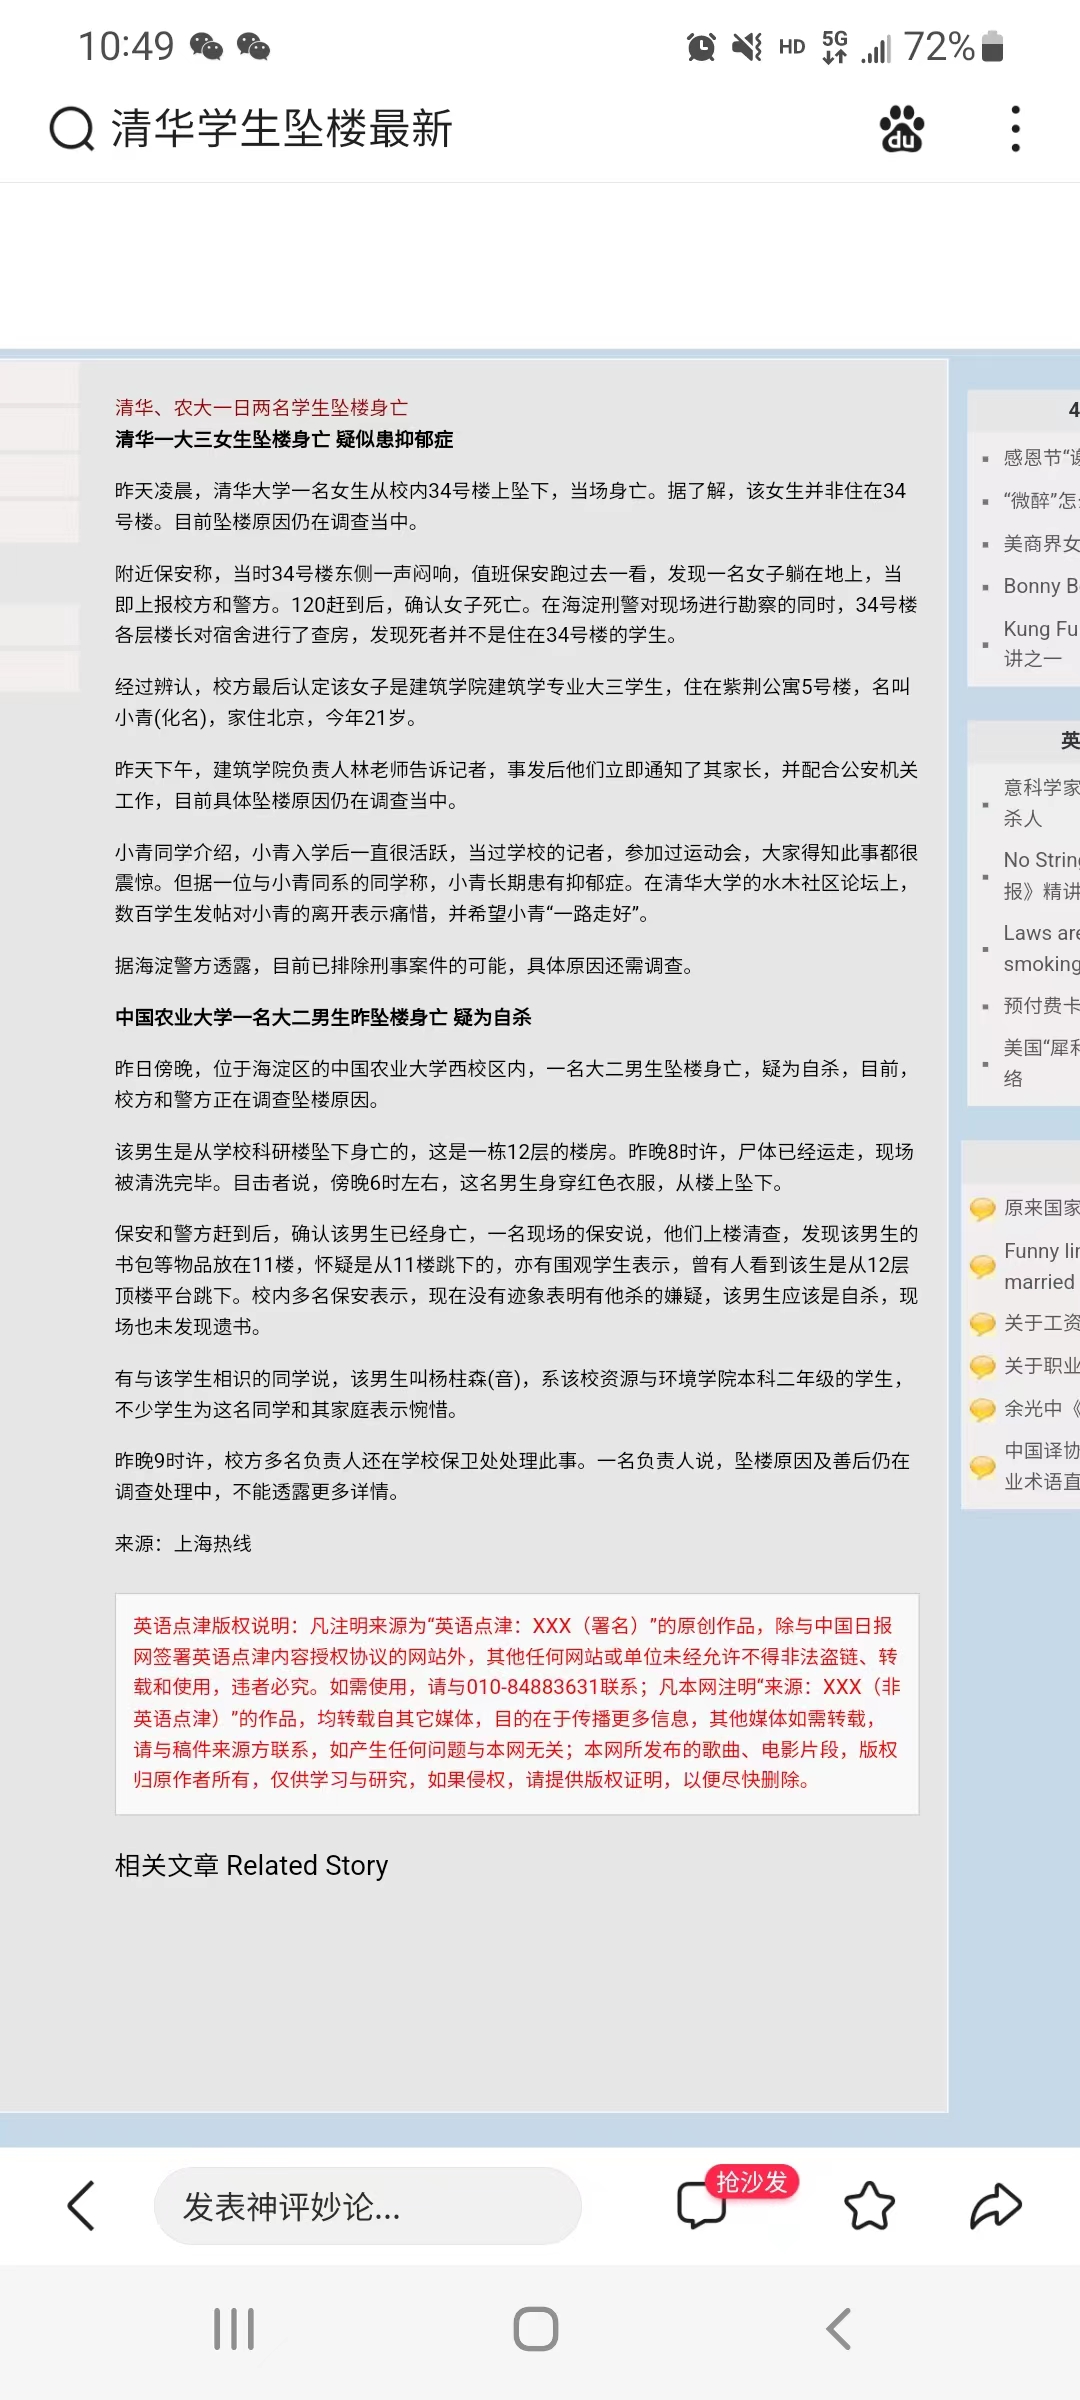 10:49
HD 5G 72%
清华学生坠楼最新
du
清华、农大一日两名学生坠楼身亡
清华一大三女生坠楼身亡 疑似患抑郁症
昨天凌晨，清华大学一名女生从校内34号楼上坠下，当场身亡。据了解，该女生并非住在34
号楼。目前坠楼原因仍在调查当中。
附近保安称，当时34号楼东侧一声闷响，值班保安跑过去一看，发现一名女子躺在地上，当
即上报校方和警方。120赶到后，确认女子死亡。在海淀刑警对现场进行勘察的同时，34号楼
各层楼长对宿舍进行了查房，发现死者并不是住在34号楼的学生。
经过辨认，校方最后认定该女子是建筑学院建筑学专业大三学生，住在紫荆公寓5号楼，名叫
小青(化名)，家住北京，今年21岁。
昨天下午，建筑学院负责人林老师告诉记者，事发后他们立即通知了其家长，并配合公安机关
工作，目前具体坠楼原因仍在调查当中。
小青同学介绍，小青入学后一直很活跃，当过学校的记者，参加过运动会，大家得知此事都很
震惊。但据一位与小青同系的同学称，小青长期患有抑郁症。在清华大学的水木社区论坛上，
数百学生发帖对小青的离开表示痛惜，并希望小青“一路走好”。
据海淀警方透露，目前已排除刑事案件的可能，具体原因还需调查。
中国农业大学一名大二男生昨坠楼身亡 疑为自杀
昨日傍晚，位于海淀区的中国农业大学西校区内，一名大二男生坠楼身亡，疑为自杀，目前，
校方和警方正在调查坠楼原因。
该男生是从学校科研楼坠下身亡的，这是一栋12层的楼房。昨晚8时许，尸体已经运走，现场
被清洗完毕。目击者说，傍晚6时左右，这名男生身穿红色衣服，从楼上坠下。
保安和警方赶到后，确认该男生已经身亡，一名现场的保安说，他们上楼清查，发现该男生的
书包等物品放在11楼，怀疑是从11楼跳下的，亦有围观学生表示，曾有人看到该生是从12层
顶楼平台跳下。校内多名保安表示，现在没有迹象表明有他杀的嫌疑，该男生应该是自杀，现
场也未发现遗书。
有与该学生相识的同学说，该男生叫杨柱森(音)，系该校资源与环境学院本科二年级的学生，
不少学生为这名同学和其家庭表示惋惜。
昨晚9时许，校方多名负责人还在学校保卫处处理此事。一名负责人说，坠楼原因及善后仍在
调查处理中，不能透露更多详情。
来源：上海热线
英语点津版权说明：凡注明来源为“英语点津：XXX（署名）”的原创作品，除与中国日报
网签署英语点津内容授权协议的网站外，其他任何网站或单位未经允许不得非法盗链、转
载和使用，违者必究。如需使用，请与010-84883631联系；凡本网注明“来源：XXX（非
英语点津）”的作品，均转载自其它媒体，目的在于传播更多信息，其他媒体如需转载，
请与稿件来源方联系，如产生任何问题与本网无关；本网所发布的歌曲、电影片段，版权
归原作者所有，仅供学习与研究，如果侵权，请提供版权证明，以便尽快删除。
相关文章 Related Story
4
感恩节“
“微醉”怎
美商界女
Bonny B
Kung Fu
讲之一
英
意科学家
杀人
No Strin
报》精讲
Laws are
smoking
预付费卡
美国“犀利
络
原来国家
Funny li
married
关于工资
关于职业
余光中《
中国译协
业术语直
发表神评妙论...
抢沙发